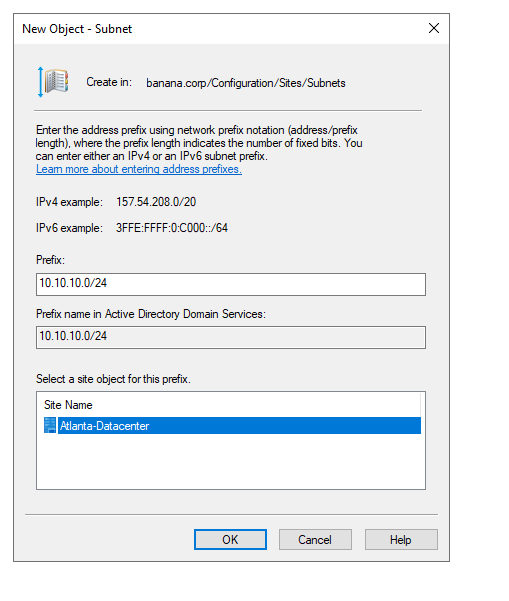 New Object - Subnet
Create in: banana.corp/Configuration/Sites/Subnets
Enter the address prefix using network prefix notation (address/prefix
length), where the prefix length indicates the number of fixed bits. You
can enter either an IPv4 or an IPv6 subnet prefix.
Learn more about entering address prefixes.
IPv4 example: 157.54.208.0/20
IPv6 example: 3FFE:FFFF:0:C000::/64
Prefix:
10.10.10.0/24
Prefix name in Active Directory Domain Services:
10.10.10.0/24
Select a site object for this prefix.
Site Name
Atlanta-Datacenter
OK Cancel Help